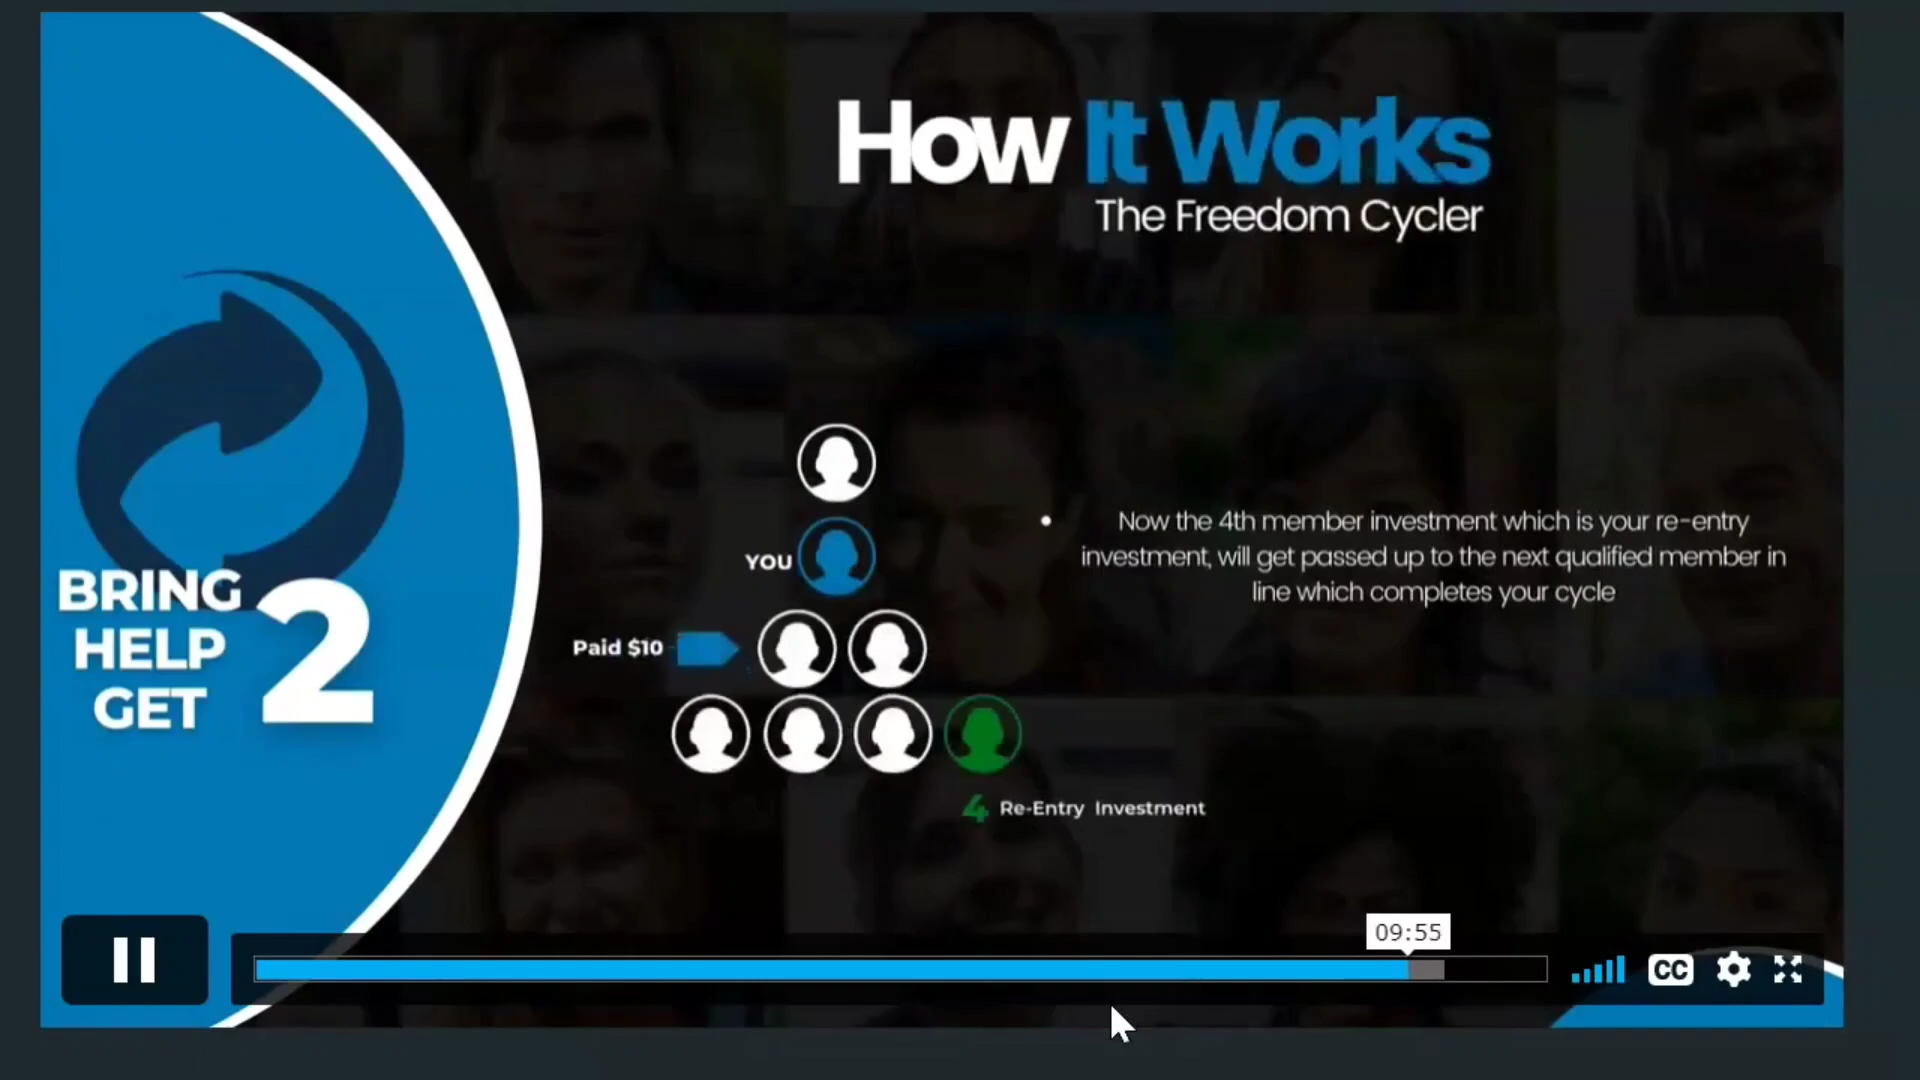 How It Works
The Freedom Cycler
BRING
HELP
GET
2
YOU
Paid $10
• Now the 4th member investment which is your re-entry
investment, will get passed up to the next qualified member in
line which completes your cycle
4 Re-Entry Investment
09:55
CC